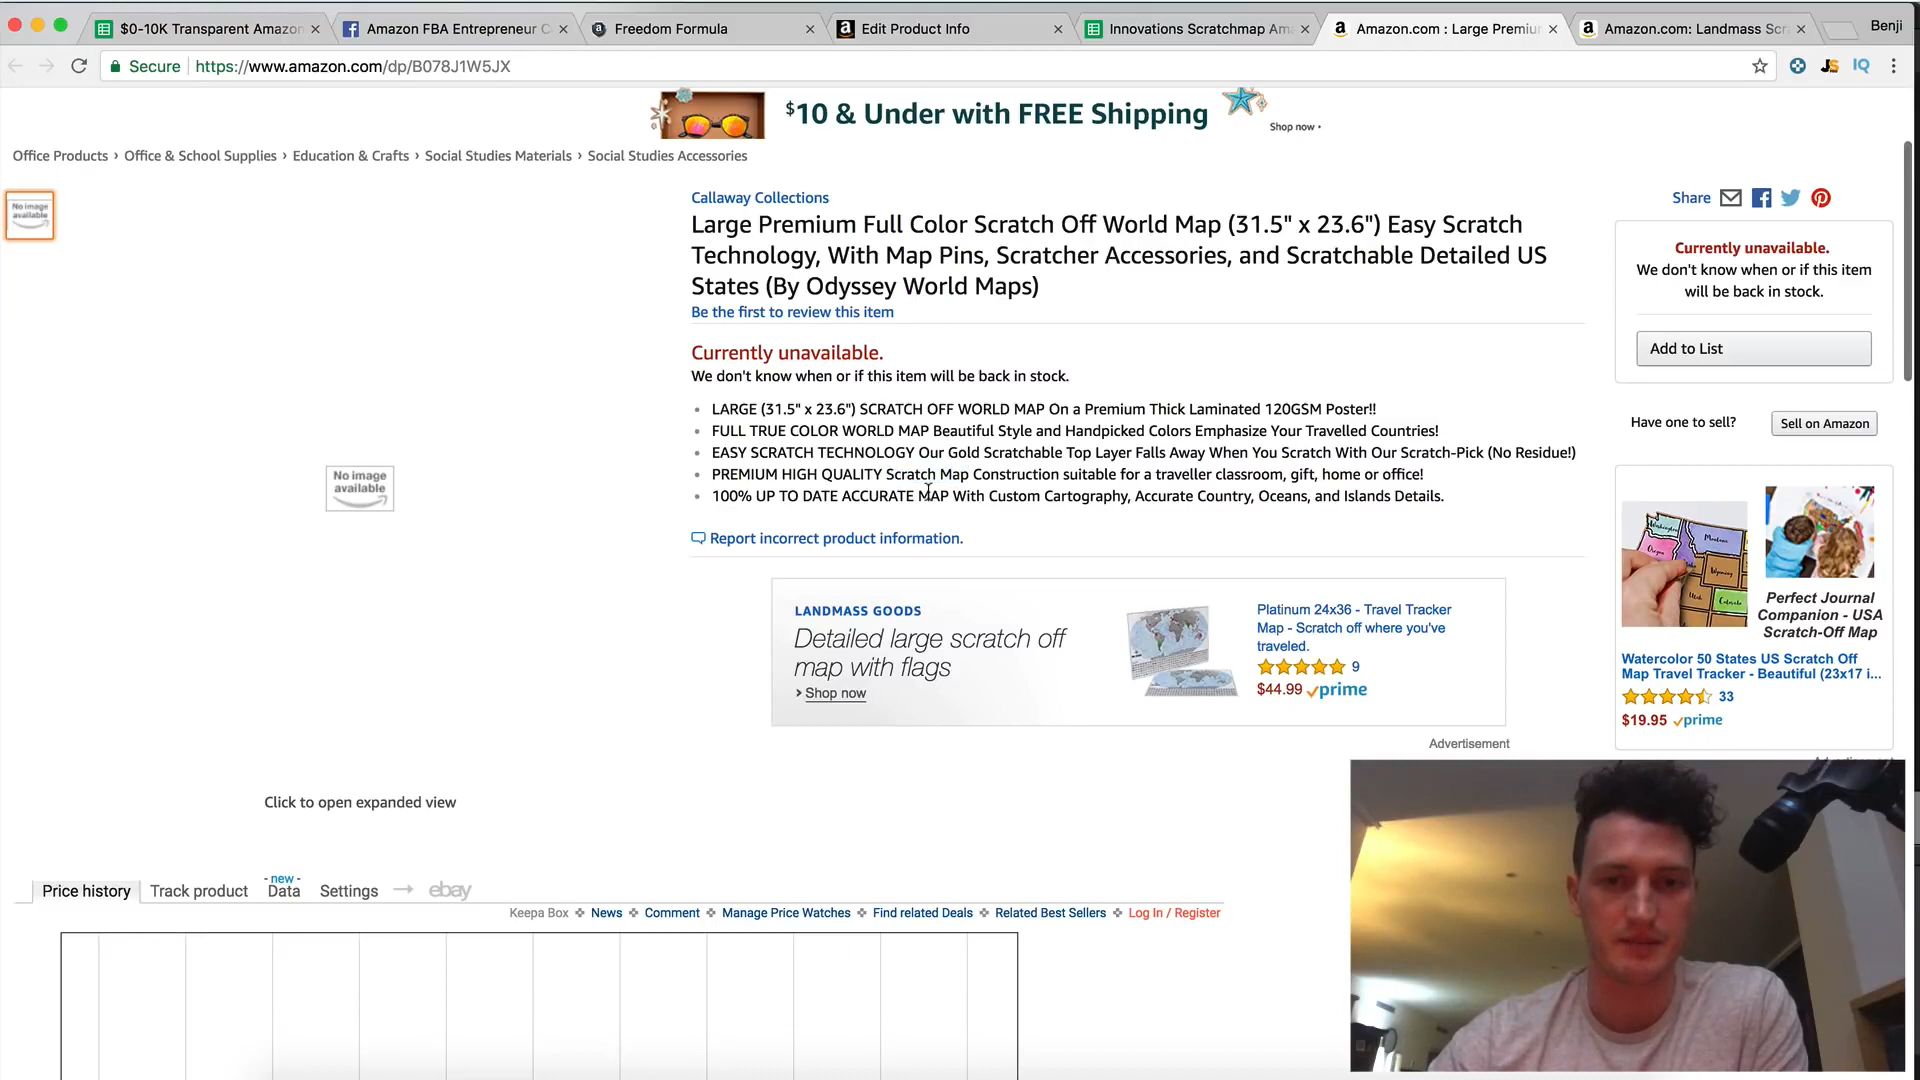 $0-10K Transparent Amazon
Amazon FBA Entrepreneur C
Freedom Formula
Edit Product Info
Innovations Scratchmap Ama
Amazon.com : Large Premium
Amazon.com: Landmass Scr
Benji
Secure
https://www.amazon.com/dp/B078J1W5JX
IQ
$10 & Under with FREE Shipping
Shop now ›
Office Products › Office & School Supplies › Education & Crafts › Social Studies Materials › Social Studies Accessories
No image
available
Callaway Collections
Large Premium Full Color Scratch Off World Map (31.5" x 23.6") Easy Scratch
Technology, With Map Pins, Scratcher Accessories, and Scratchable Detailed US
States (By Odyssey World Maps)
Be the first to review this item
Currently unavailable.
We don't know when or if this item will be back in stock.
• LARGE (31.5" x 23.6") SCRATCH OFF WORLD MAP On a Premium Thick Laminated 120GSM Poster!!
• FULL TRUE COLOR WORLD MAP Beautiful Style and Handpicked Colors Emphasize Your Travelled Countries!
• EASY SCRATCH TECHNOLOGY Our Gold Scratchable Top Layer Falls Away When You Scratch With Our Scratch-Pick (No Residue!)
• PREMIUM HIGH QUALITY Scratch Map Construction suitable for a traveller classroom, gift, home or office!
• 100% UP TO DATE ACCURATE MAP With Custom Cartography, Accurate Country, Oceans, and Islands Details.
Report incorrect product information.
No image
available
Click to open expanded view
LANDMASS GOODS
Detailed large scratch off
map with flags
› Shop now
Platinum 24x36 - Travel Tracker
Map - Scratch off where you've
traveled.
9
$44.99 prime
Advertisement
Share
Currently unavailable.
We don't know when or if this item
will be back in stock.
Add to List
Have one to sell?
Sell on Amazon
Washington
Montana
Oregon
Wyoming
Utah
Perfect Journal
Companion - USA
Scratch-Off Map
Watercolor 50 States US Scratch Off
Map Travel Tracker - Beautiful (23x17 i...
33
$19.95 prime
Advertisement
Price history
Track product
- new -
Data
Settings
ebay
Keepa Box
News
Comment
Manage Price Watches
Find related Deals
Related Best Sellers
Log In / Register